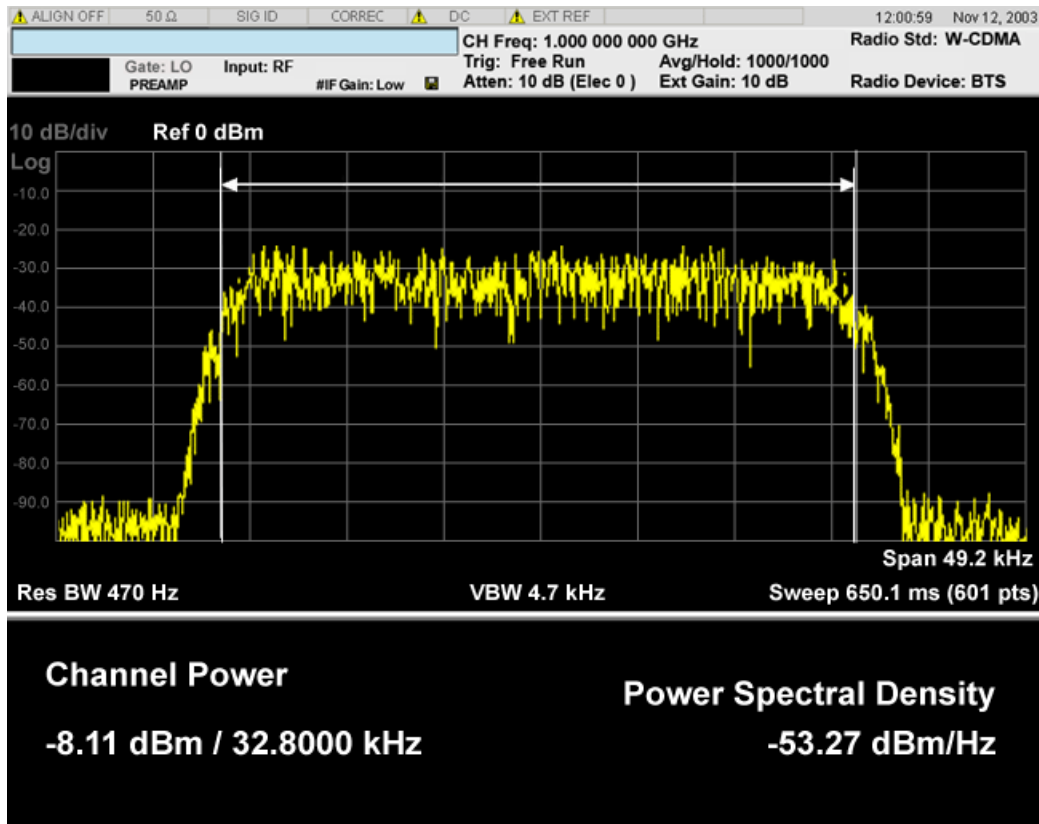 ALIGN OFF 50 Ω SIG ID CORREC DC EXT REF 12:00:59 Nov 12, 2003
CH Freq: 1.000 000 000 GHz Radio Std: W-CDMA
Gate: LO Input: RF Trig: Free Run Avg/Hold: 1000/1000
PREAMP #IF Gain: Low Atten: 10 dB (Elec 0 ) Ext Gain: 10 dB Radio Device: BTS
10 dB/div Ref 0 dBm
Log
-10.0
-20.0
-30.0
-40.0
-50.0
-60.0
-70.0
-80.0
-90.0
Span 49.2 kHz
Res BW 470 Hz VBW 4.7 kHz Sweep 650.1 ms (601 pts)
Channel Power
Power Spectral Density
-8.11 dBm / 32.8000 kHz -53.27 dBm/Hz